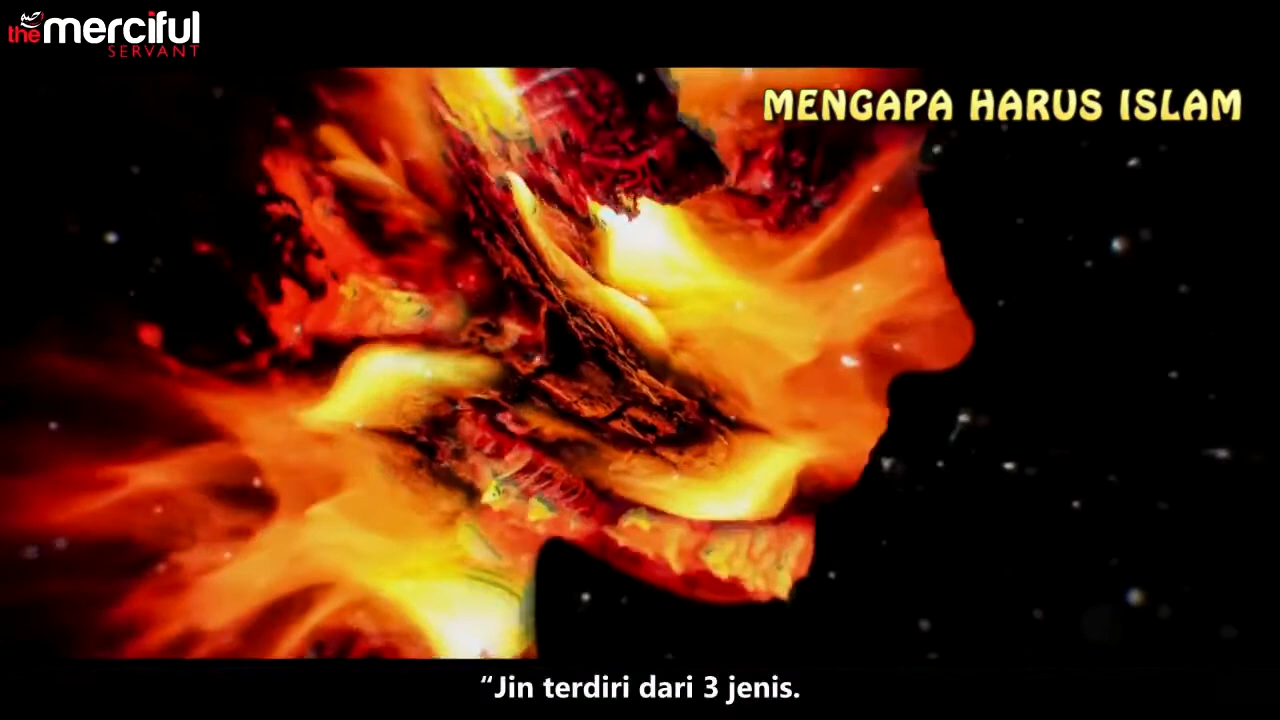 the merciful
SERVANT
MENGAPA HARUS ISLAM
“Jin terdiri dari 3 jenis.